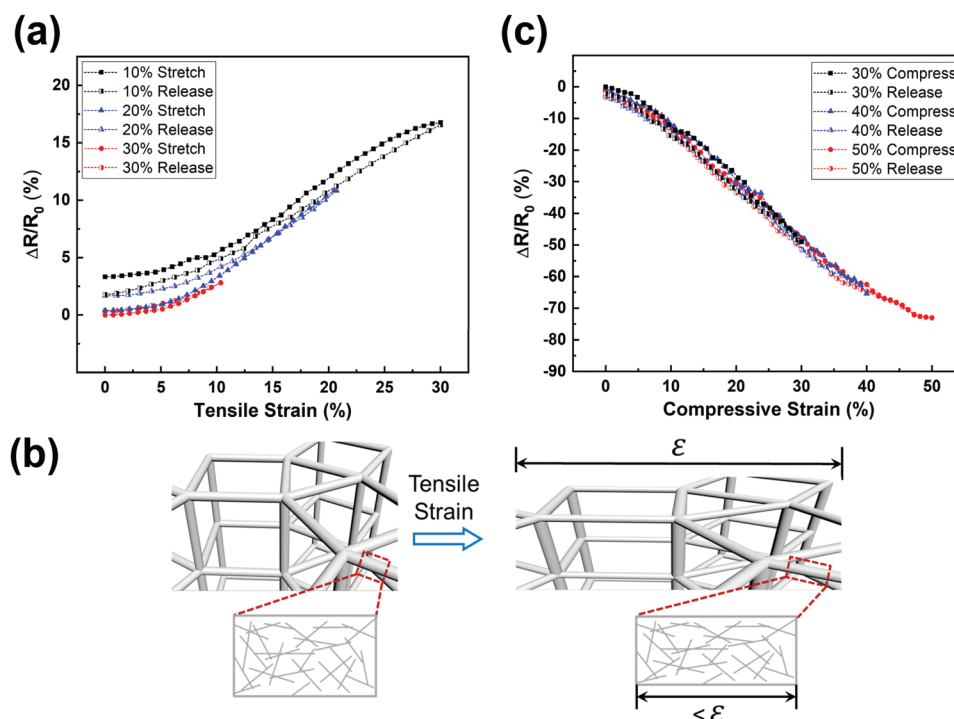 (a)
ΔR/R0 (%)
20
15
10
5
0
10% Stretch
10% Release
20% Stretch
20% Release
30% Stretch
30% Release
0 5 10 15 20 25 30
Tensile Strain (%)
(c)
ΔR/R0 (%)
0
-10
-20
-30
-40
-50
-60
-70
-80
-90
30% Compress
30% Release
40% Compress
40% Release
50% Compress
50% Release
0 10 20 30 40 50
Compressive Strain (%)
(b)
Tensile
Strain
ε
<ε